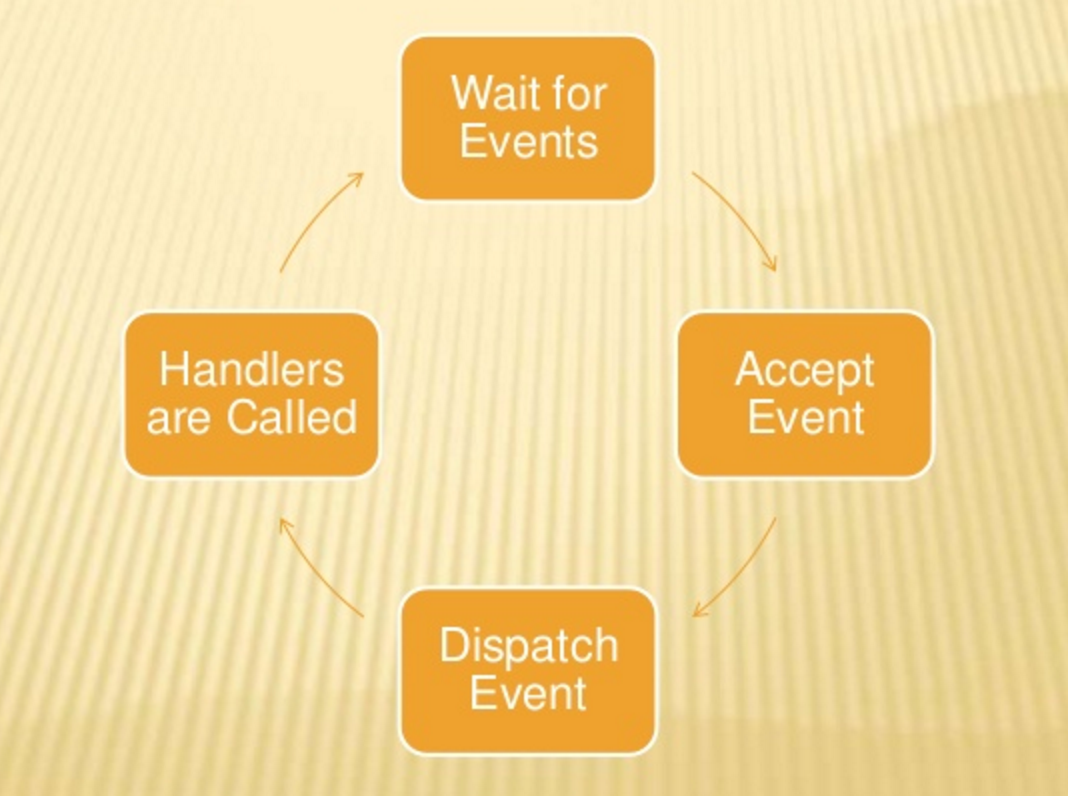 Wait for
Events
Accept
Event
Dispatch
Event
Handlers
are Called